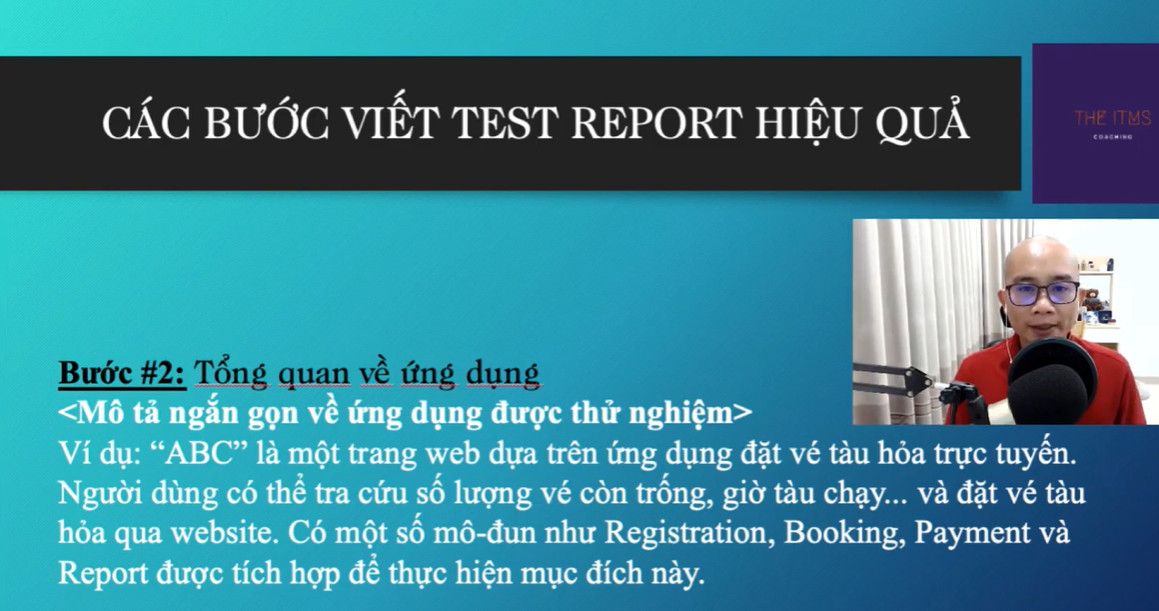 CÁC BƯỚC VIẾT TEST REPORT HIỆU QUẢ
THE ITMS
COACHING
Bước #2: Tổng quan về ứng dụng
<Mô tả ngắn gọn về ứng dụng được thử nghiệm>
Ví dụ: “ABC” là một trang web dựa trên ứng dụng đặt vé tàu hỏa trực tuyến.
Người dùng có thể tra cứu số lượng vé còn trống, giờ tàu chạy... và đặt vé tàu
hỏa qua website. Có một số mô-đun như Registration, Booking, Payment và
Report được tích hợp để thực hiện mục đích này.